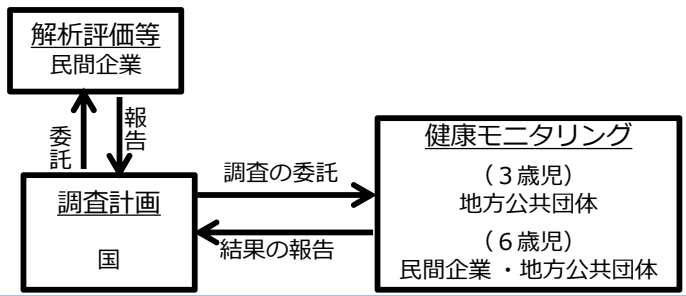 解析評価等
民間企業
委託
報告
健康モニタリング
（３歳児）
地方公共団体
（６歳児）
民間企業・地方公共団体
調査の委託
結果の報告
調査計画
国